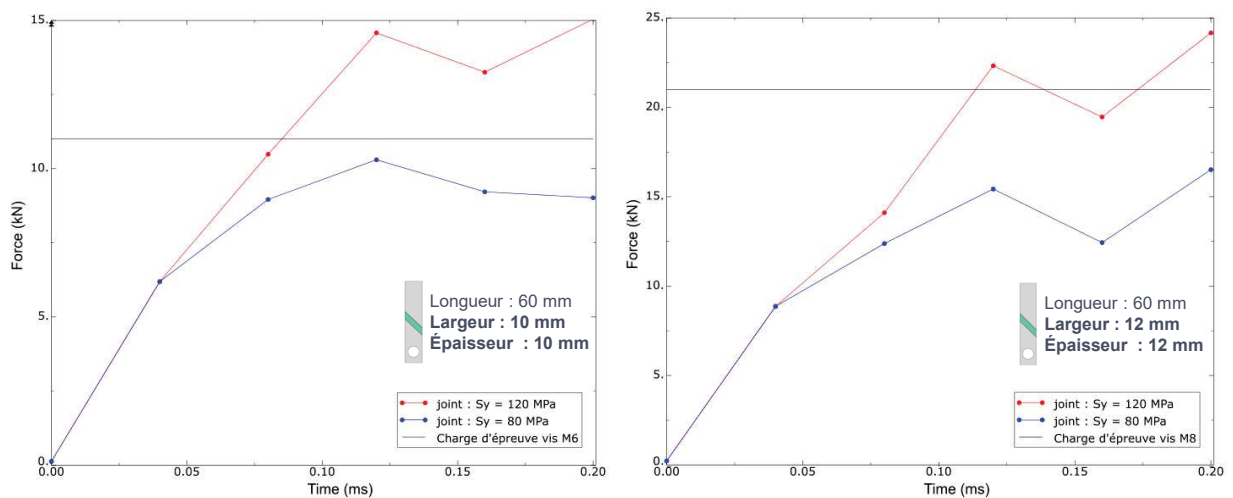 15.
10.
5.
0.
Force (kN)
0.00
0.05
0.10
0.15
0.20
Time (ms)
Longueur : 60 mm
Largeur : 10 mm
Épaisseur : 10 mm
joint : Sy = 120 MPa
joint : Sy = 80 MPa
Charge d'épreuve vis M6
25.
20.
15.
10.
5.
0.
Force (kN)
0.00
0.05
0.10
0.15
0.20
Time (ms)
Longueur : 60 mm
Largeur : 12 mm
Épaisseur : 12 mm
joint : Sy = 120 MPa
joint : Sy = 80 MPa
Charge d'épreuve vis M8